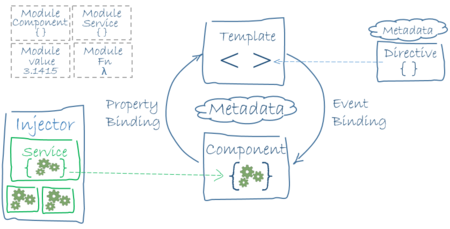 Module
Component
{ }
Module
Service
{ }
Module
value
3.1415
Module
Fn
λ
Template
< >
Metadata
Directive
{ }
Property
Binding
Metadata
Event
Binding
Injector
Service
{ }
Component
{ }